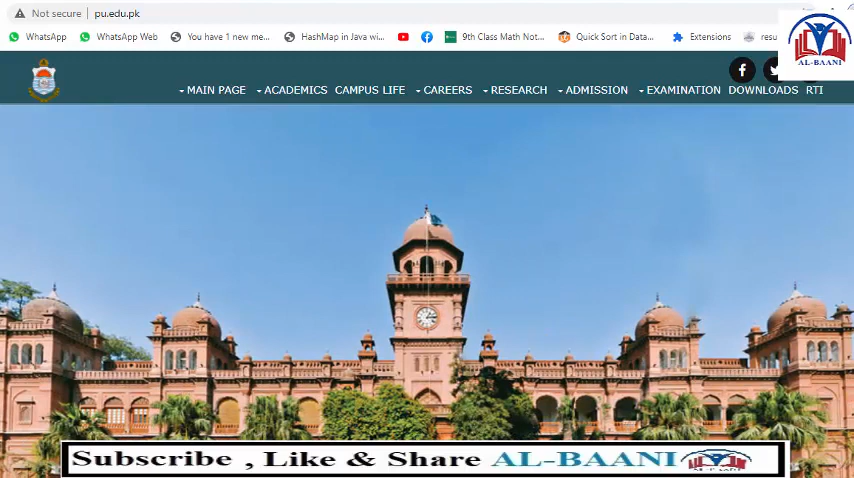 Not secure pu.edu.pk
WhatsApp WhatsApp Web You have 1 new me... HashMap in Java wi... 9th Class Math Not... Quick Sort in Data... Extensions resu
AL-BAANI
MAIN PAGE ACADEMICS CAMPUS LIFE CAREERS RESEARCH ADMISSION EXAMINATION DOWNLOADS RTI
Subscribe , Like & Share AL-BAANI